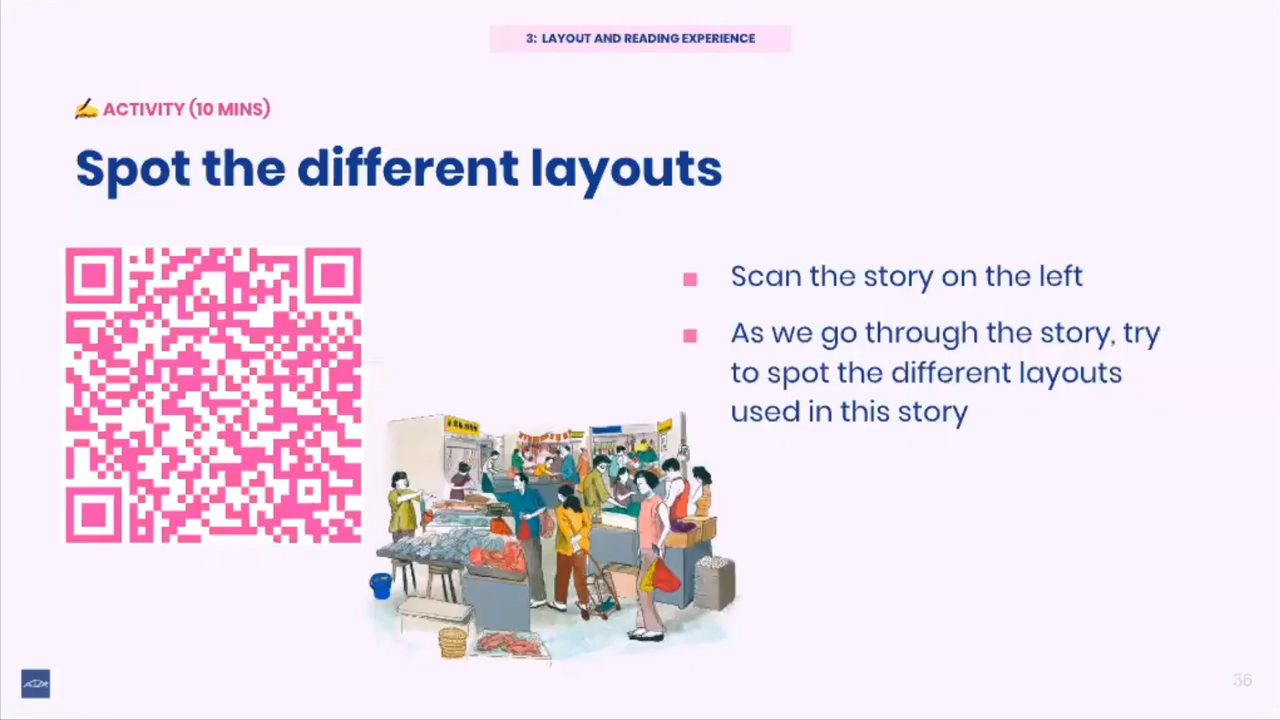 3: LAYOUT AND READING EXPERIENCE
✍️ ACTIVITY (10 MINS)
Spot the different layouts
Scan the story on the left
As we go through the story, try
to spot the different layouts
used in this story
36